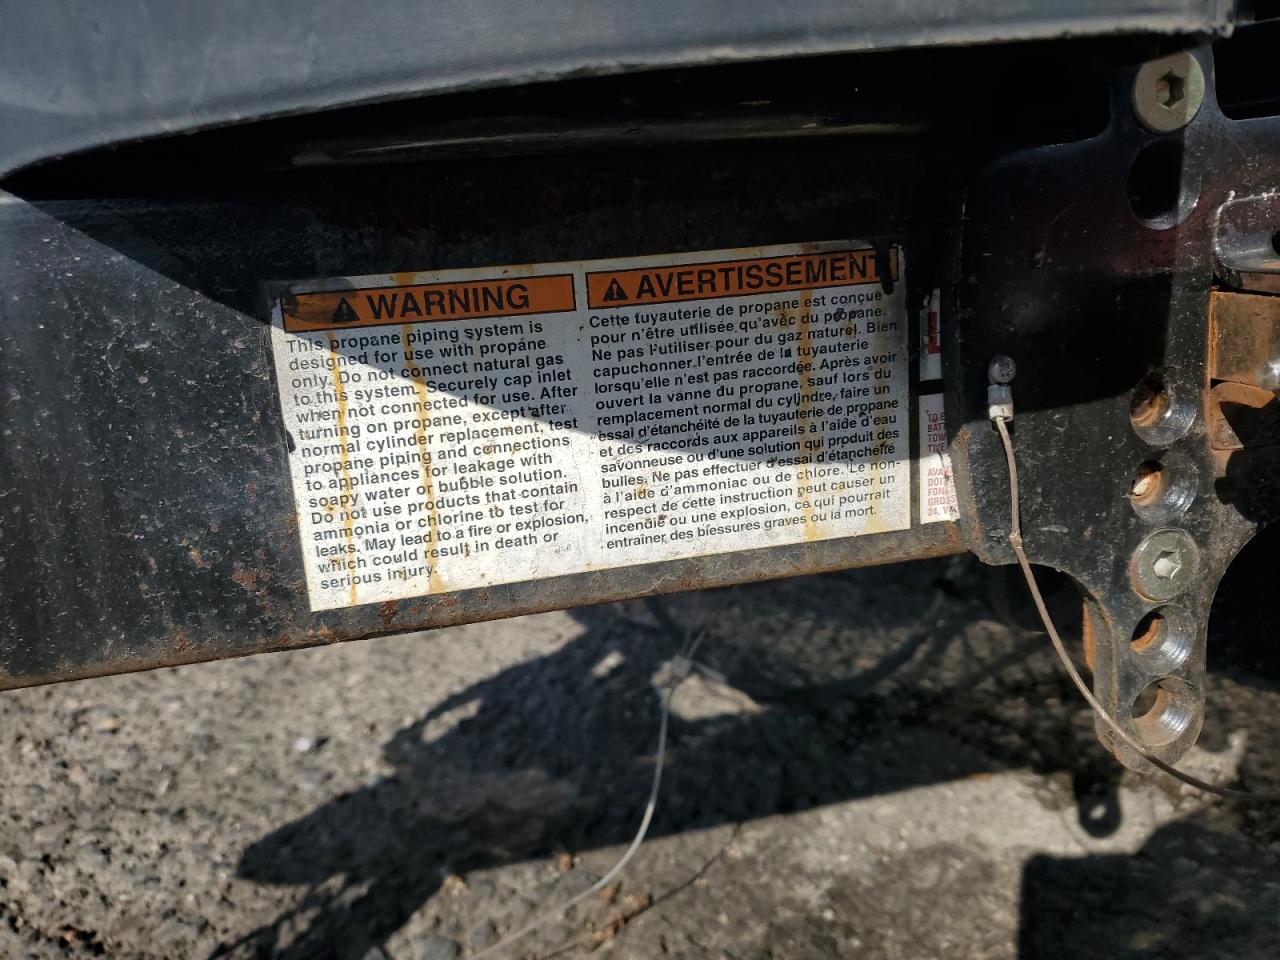 WARNING
This propane piping system is
designed for use with propane
only. Do not connect natural gas
to this system. Securely cap inlet
when not connected for use. After
turning on propane, except after
normal cylinder replacement, test
propane piping and connections
to appliances for leakage with
soapy water or bubble solution.
Do not use products that contain
ammonia or chlorine to test for
leaks. May lead to a fire or explosion,
which could result in death or
serious injury.
AVERTISSEMENT
Cette tuyauterie de propane est conçue
pour n'être utilisée qu'avec du propane.
Ne pas l'utiliser pour du gaz naturel. Bien
capuchonner l'entrée de la tuyauterie
lorsqu'elle n'est pas raccordée. Après avoir
ouvert la vanne du propane, sauf lors du
remplacement normal du cylindre, faire un
essai d'étanchéité de la tuyauterie de propane
et des raccords aux appareils à l'aide d'eau
savonneuse ou d'une solution qui produit des
bulles. Ne pas effectuer d'essai d'étanchéité
à l'aide d'ammoniac ou de chlore. Le non-
respect de cette instruction peut causer un
incendie ou une explosion, ce qui pourrait
entraîner des blessures graves ou la mort.
TO
BATT
TOW
TIVE
AVA
DOI
FON
GROS
24, V